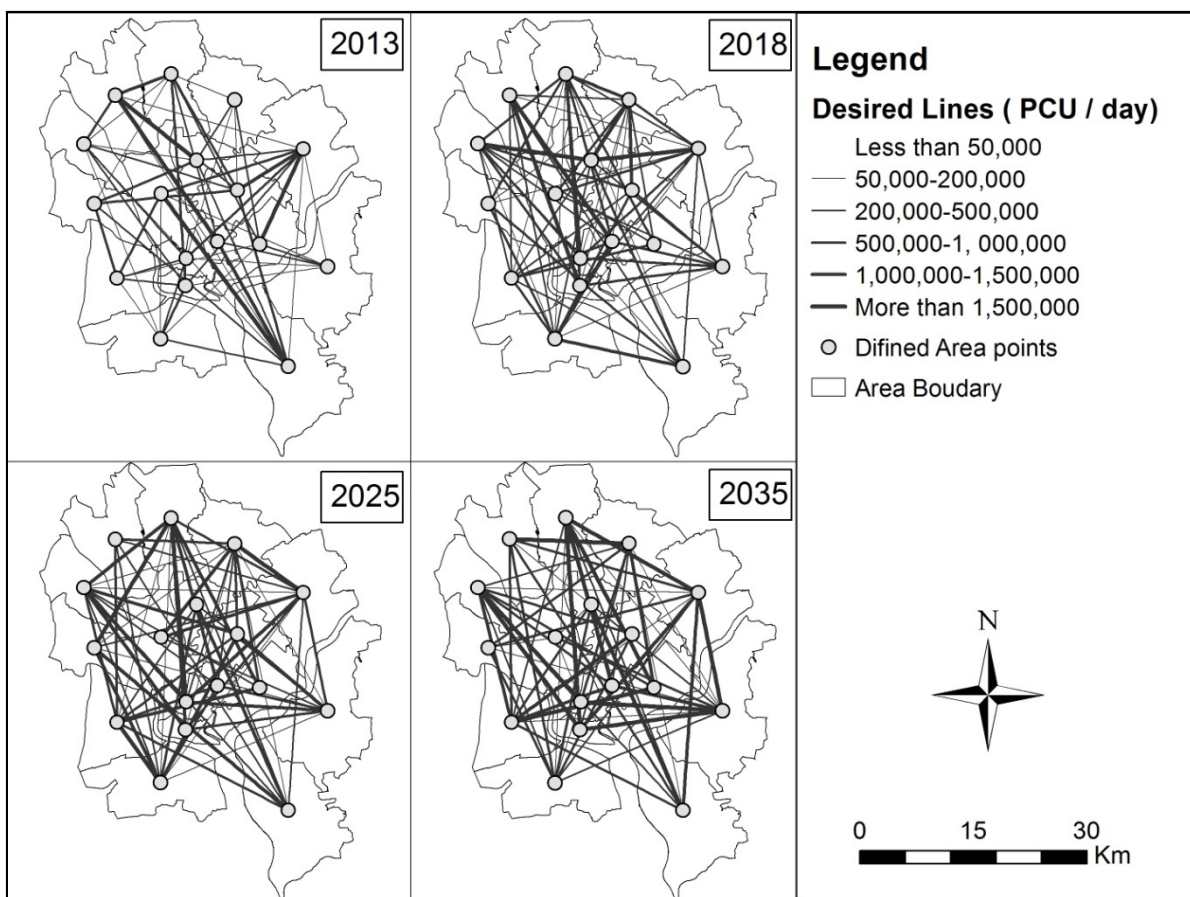 2013
2018
2025
2035
Legend
Desired Lines ( PCU / day)
Less than 50,000
50,000-200,000
200,000-500,000
500,000-1, 000,000
1,000,000-1,500,000
More than 1,500,000
Difined Area points
Area Boudary
N
0 15 30
Km